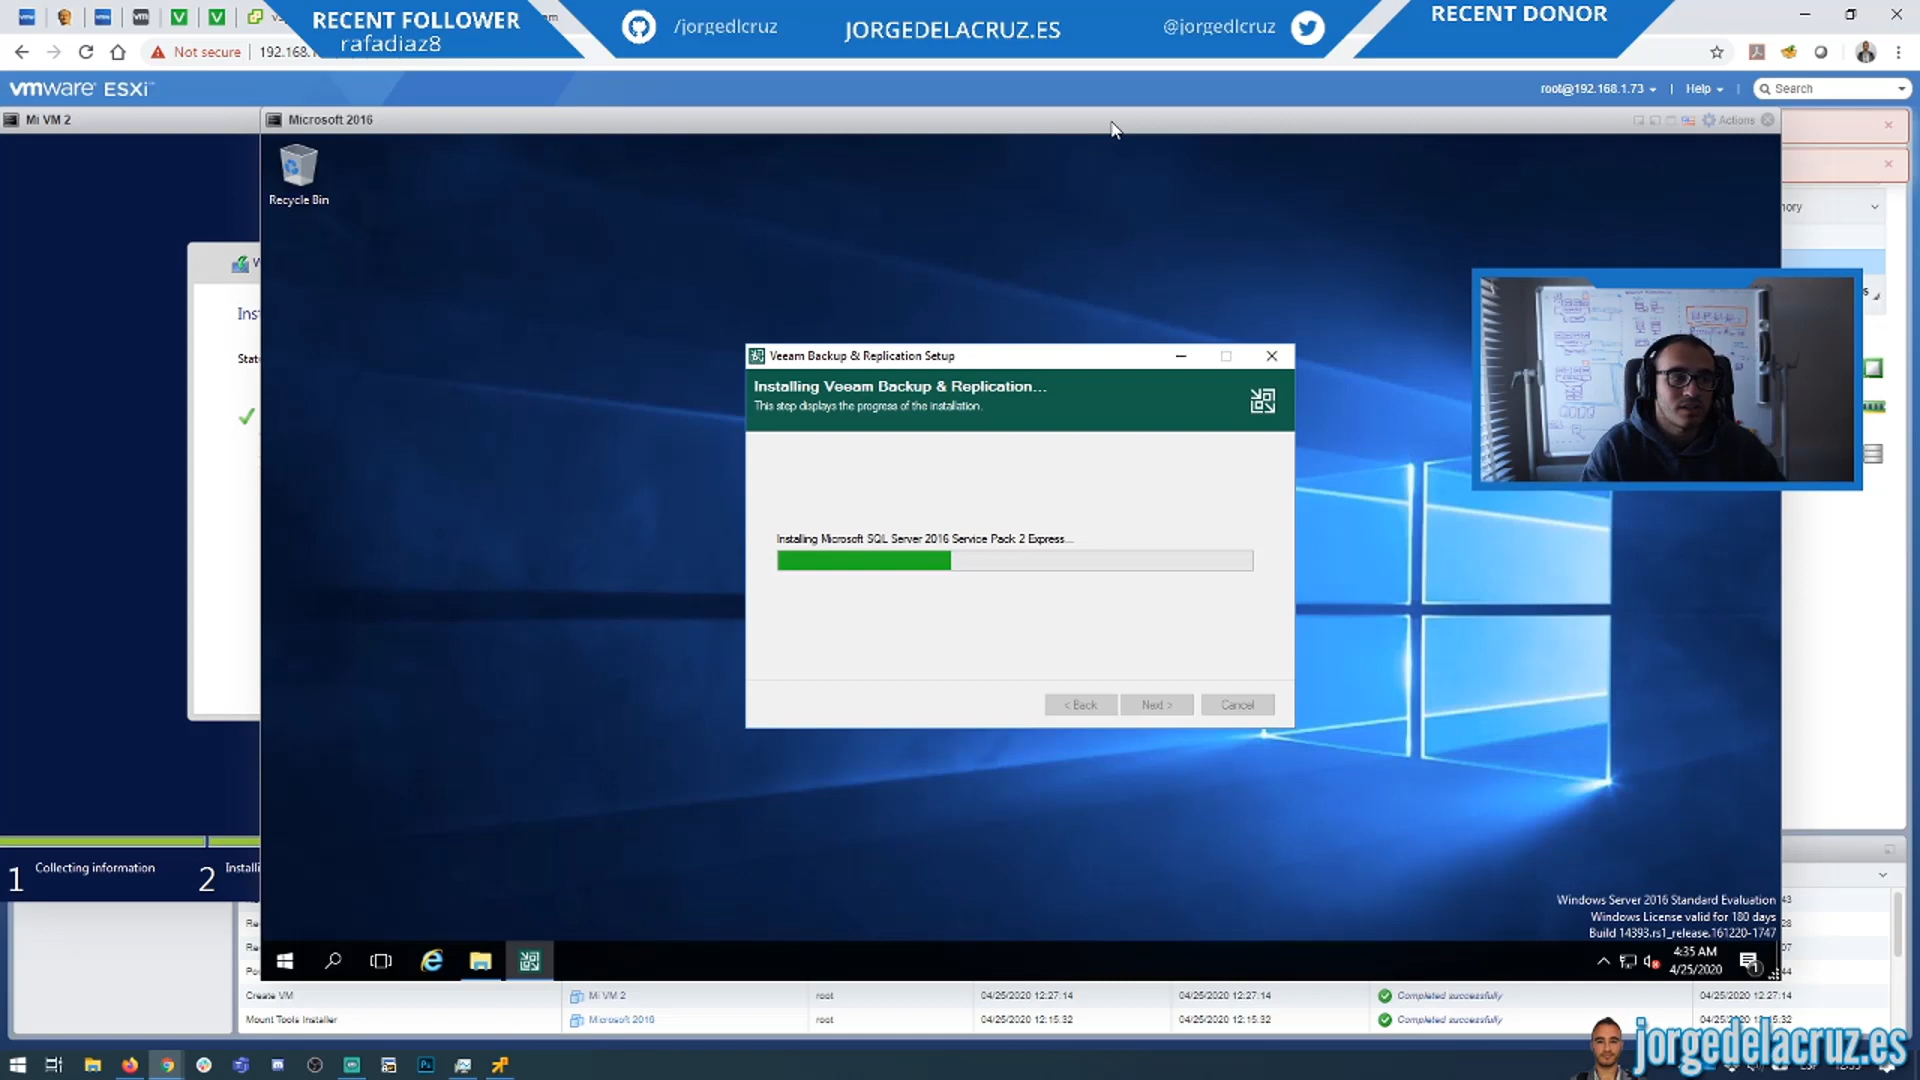 RECENT FOLLOWER
rafadiaz8
/jorgedlcruz
JORGEDELACRUZ.ES
@jorgedlcruz
RECENT DONOR
Not secure
192.168.
vmware ESXi
root@192.168.1.73
Help
Search
Mi VM 2
Microsoft 2016
Actions
Recycle Bin
Veeam Backup & Replication Setup
Installing Veeam Backup & Replication...
This step displays the progress of the installation.
Installing Microsoft SQL Server 2016 Service Pack 2 Express...
< Back
Next >
Cancel
1
Collecting information
2
Windows Server 2016 Standard Evaluation
Windows License valid for 180 days
Build 14393.rs1_release.161220-1747
4:35 AM
4/25/2020
Create VM
Mi VM 2
root
04/25/2020 12:27:14
04/25/2020 12:27:14
Completed successfully
04/25/2020 12:27:14
Mount Tools Installer
Microsoft 2016
root
04/25/2020 12:15:32
04/25/2020 12:15:32
Completed successfully
jorgedelacruz.es